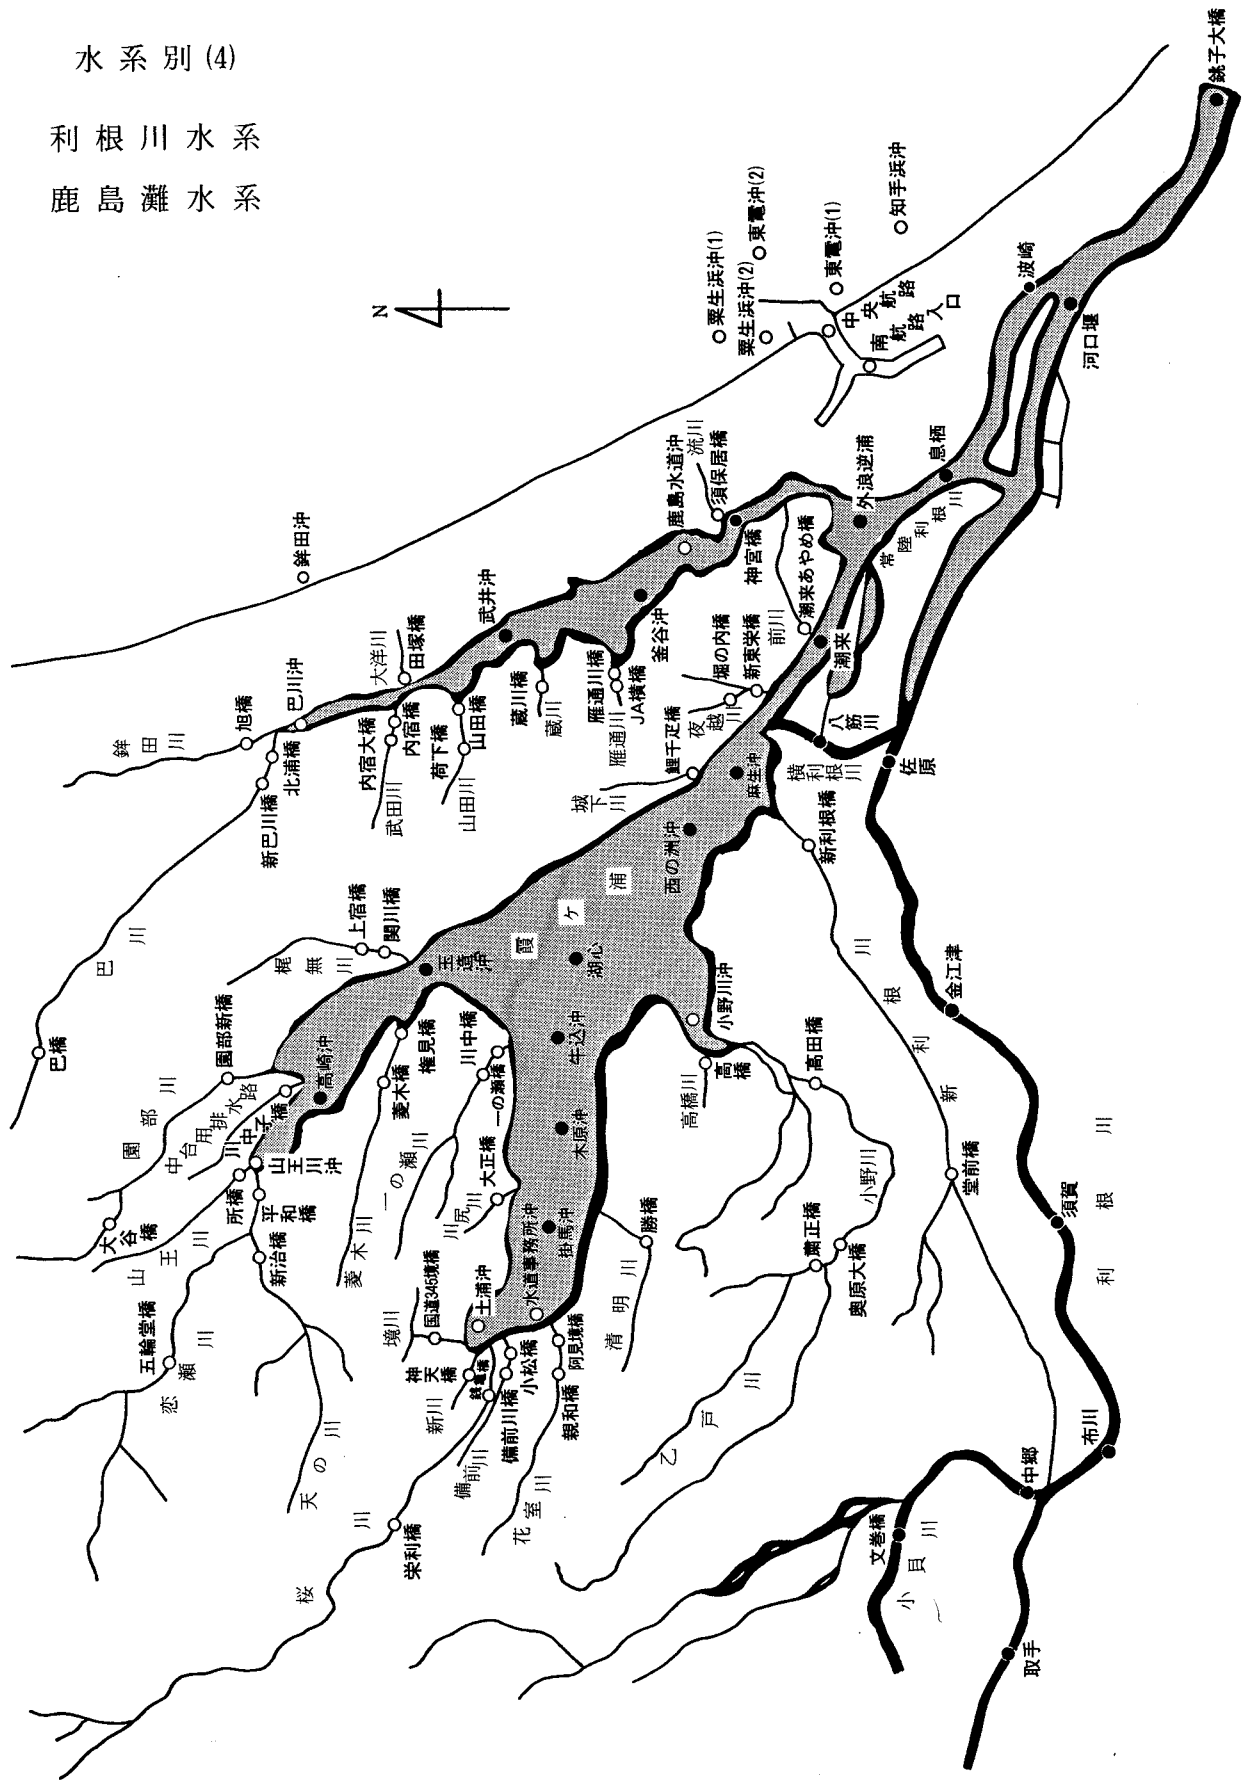 水系別(4)
利根川水系
鹿島灘水系
N
銚子大橋
波崎
河口堰
知手浜沖
東電沖(1)
東電沖(2)
粟生浜沖(1)
粟生浜沖(2)
中央航路
南航路入口
息栖
外浪逆浦
常陸利根川
鹿島水道沖
流川
須保居橋
神宮橋
潮来あやめ橋
前川
潮来
釜谷沖
武井沖
鉾田沖
大洋川
田塚橋
巴川沖
旭橋
鉾田川
北浦橋
新巴川橋
巴川
巴橋
内宿大橋
内宿橋
武田川
荷下橋
山田橋
山田川
蔵川橋
蔵川
雁通川橋
JA横橋
雁通川
堀の内橋
新東栄橋
夜越川
鯉千疋橋
城下川
八筋川
横利根川
佐原
麻生沖
西の洲沖
新利根橋
霞ヶ浦
湖心
玉造沖
上宿橋
関川橋
梶無川
園部新橋
園部川
中台用排水路
川中子橋
高崎沖
山王川沖
所橋
平和橋
大谷橋
山王川
新治橋
五輪堂橋
恋瀬川
天の川
権見橋
菱木橋
菱木川
川中橋
一の瀬橋
一の瀬川
大正橋
川尻川
牛込沖
木原沖
掛馬沖
水道事務所沖
土浦沖
国道345境橋
境川
神天橋
銭亀橋
新川
小松橋
備前川橋
備前川
阿見境橋
親和橋
花室川
栄利橋
桜川
勝橋
清明川
小野川沖
高橋
高橋川
高田橋
小野川
粛正橋
奥原大橋
乙戸川
新利根川
堂前橋
金江津
須賀
利根川
布川
中郷
文巻橋
小貝川
取手